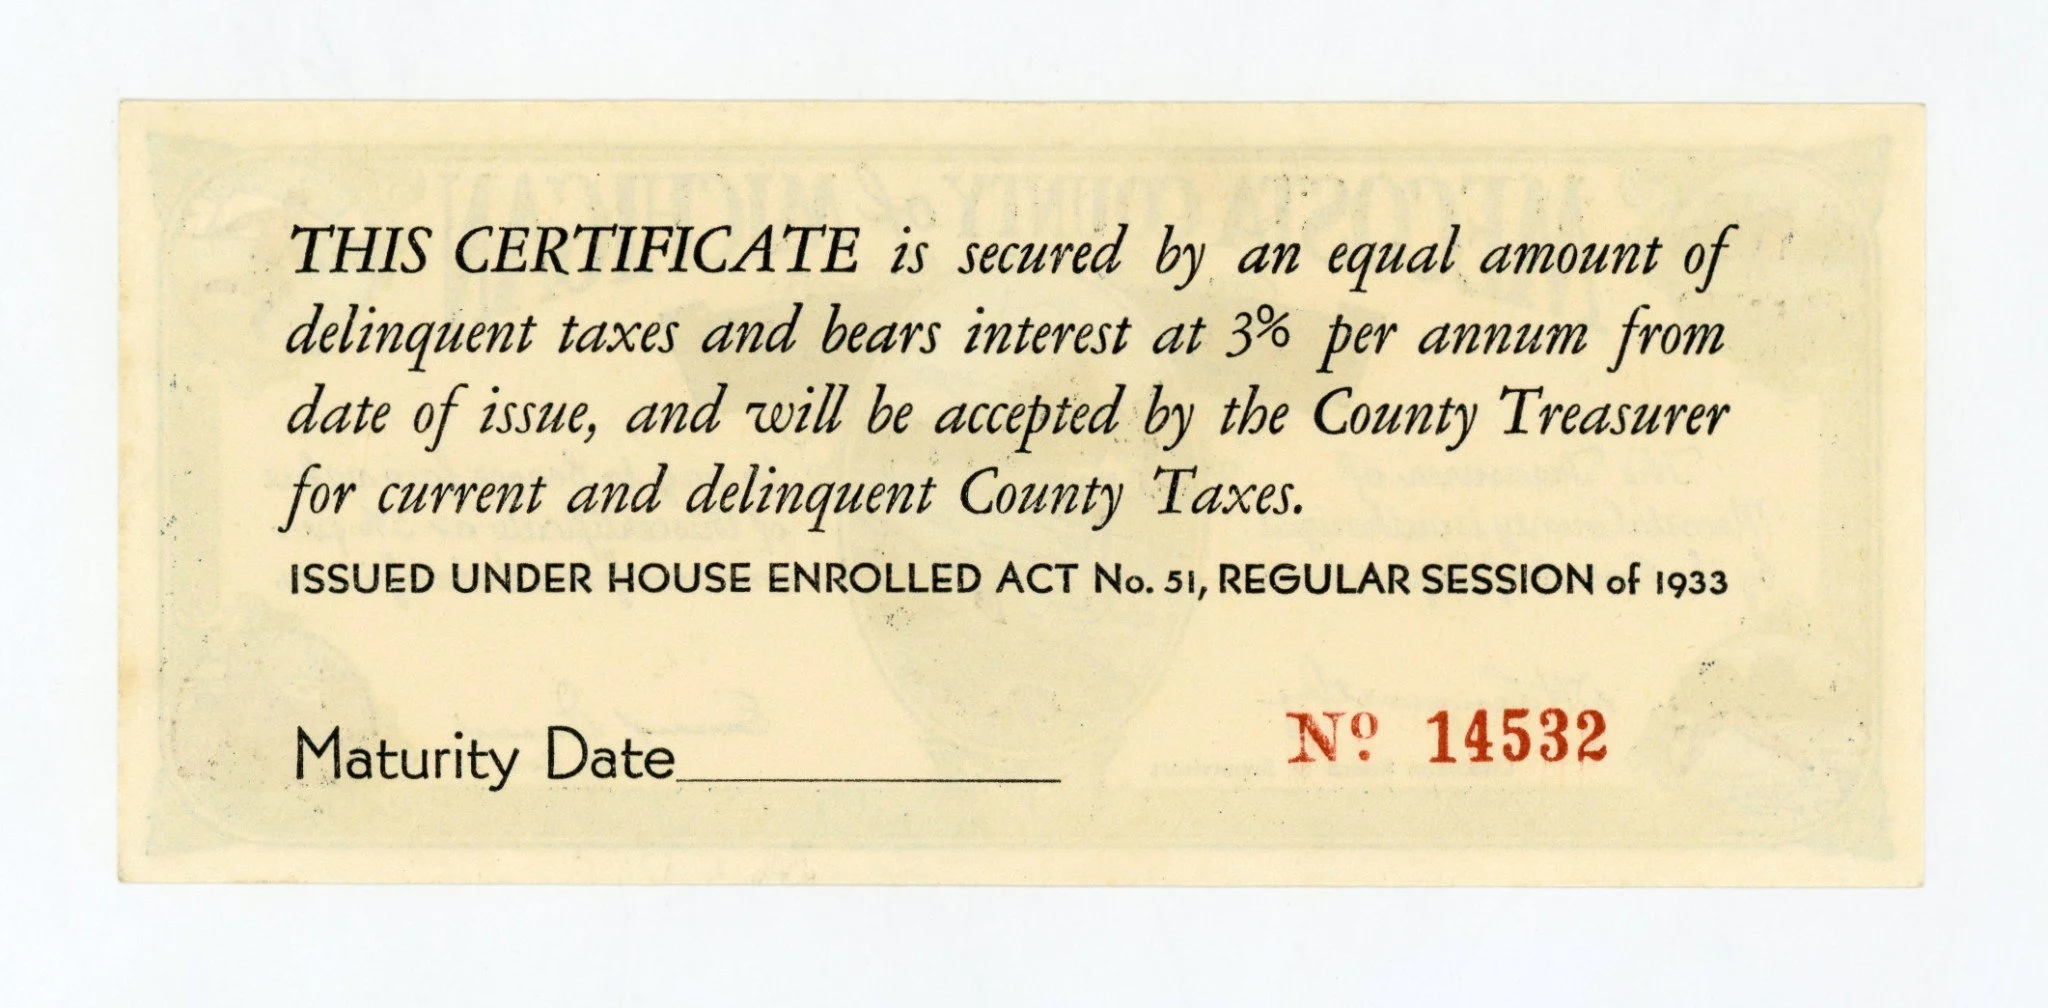 THIS CERTIFICATE is secured by an equal amount of
delinquent taxes and bears interest at 3% per annum from
date of issue, and will be accepted by the County Treasurer
for current and delinquent County Taxes.
ISSUED UNDER HOUSE ENROLLED ACT No. 51, REGULAR SESSION of 1933
Maturity Date
Nº 14532